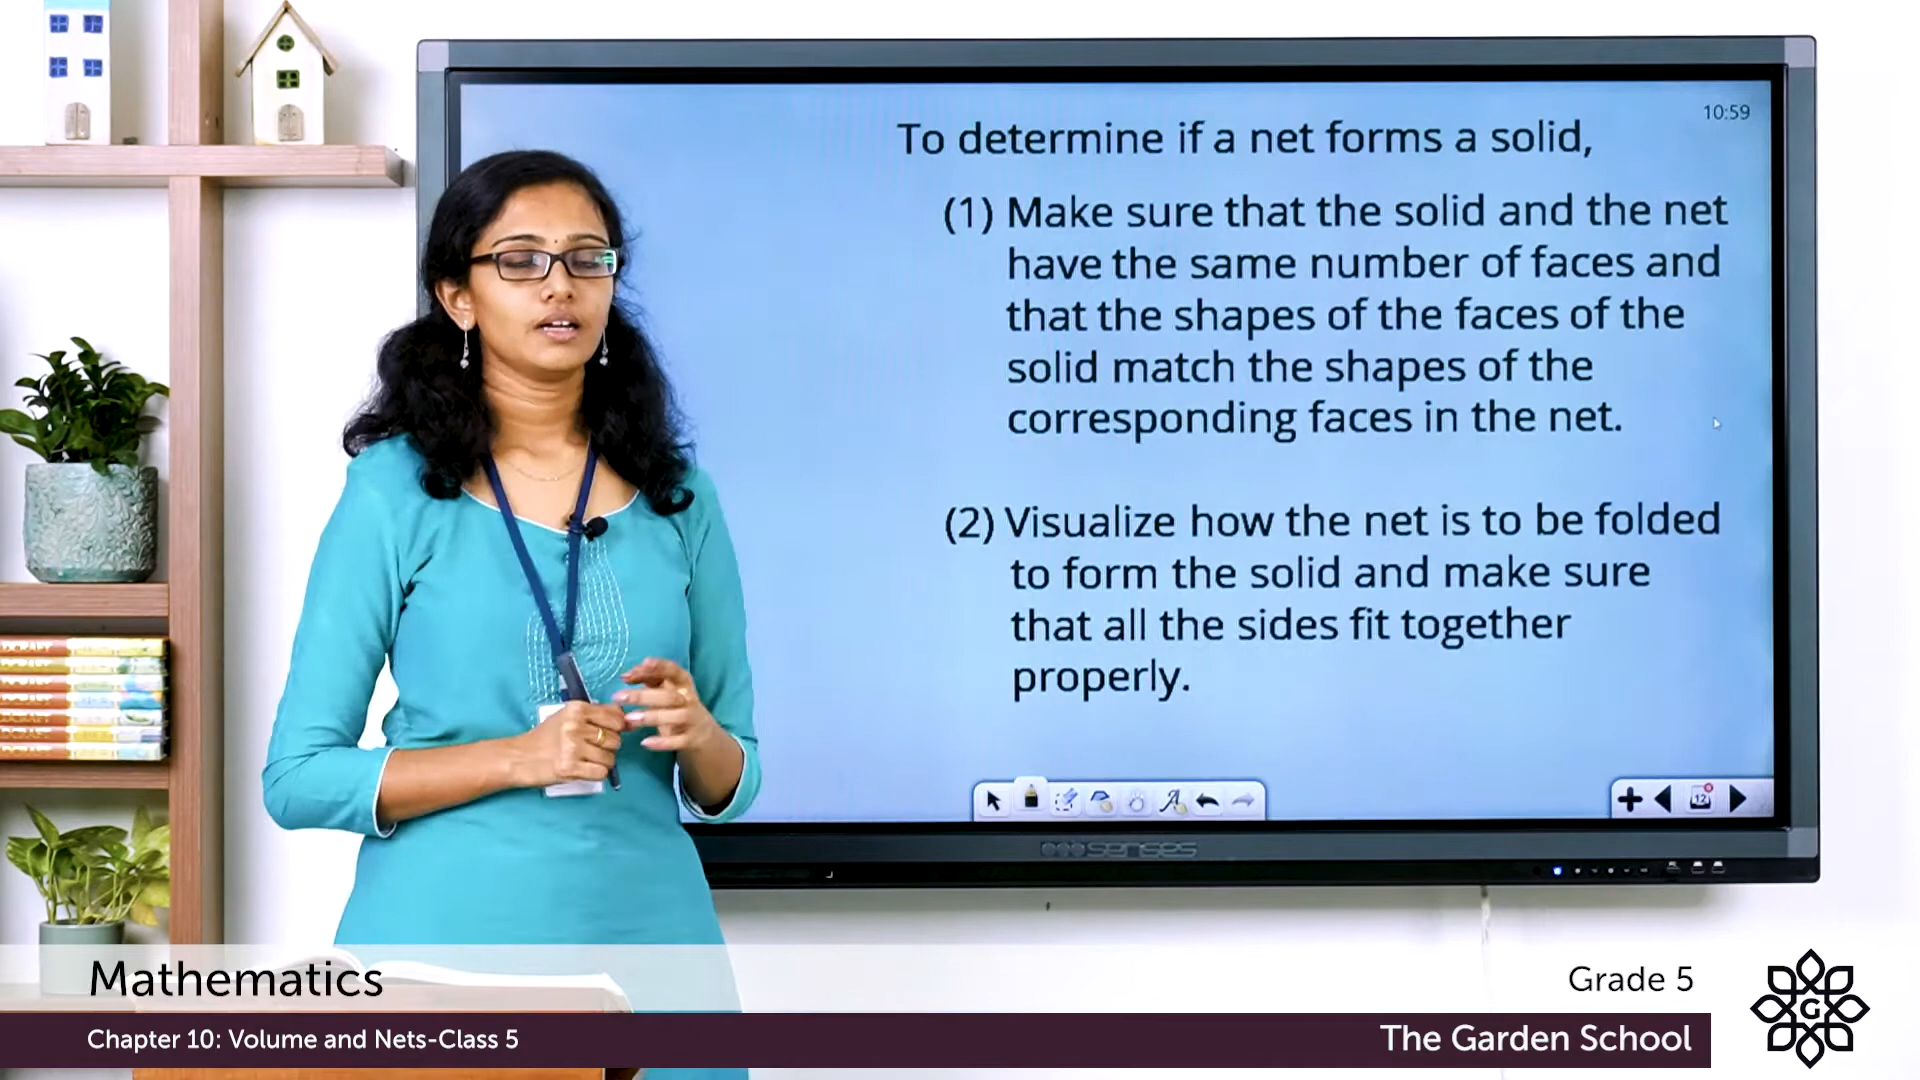 10:59
To determine if a net forms a solid,
(1) Make sure that the solid and the net
have the same number of faces and
that the shapes of the faces of the
solid match the shapes of the
corresponding faces in the net.
(2) Visualize how the net is to be folded
to form the solid and make sure
that all the sides fit together
properly.
12
senses
Mathematics
Grade 5
Chapter 10: Volume and Nets-Class 5
The Garden School
G